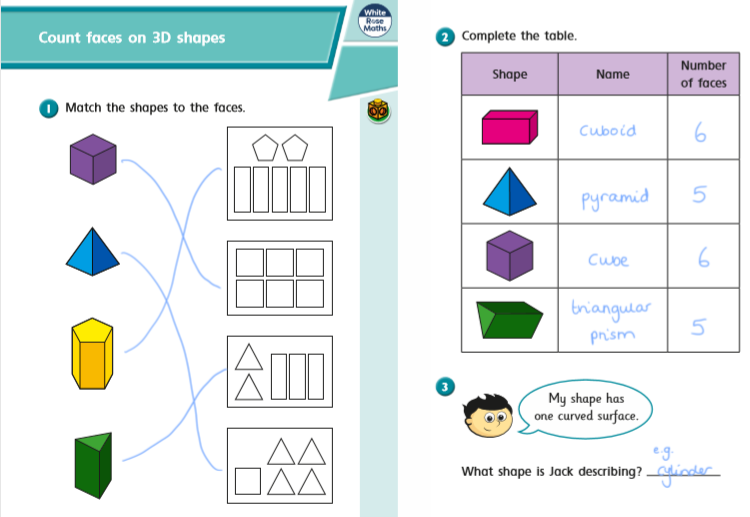 Count faces on 3D shapes
White
Rose
Maths
1 Match the shapes to the faces.
2 Complete the table.
Shape Name Number of faces
Cuboid 6
pyramid 5
Cube 6
triangular prism 5
3
My shape has
one curved surface.
e.g.
What shape is Jack describing? cylinder